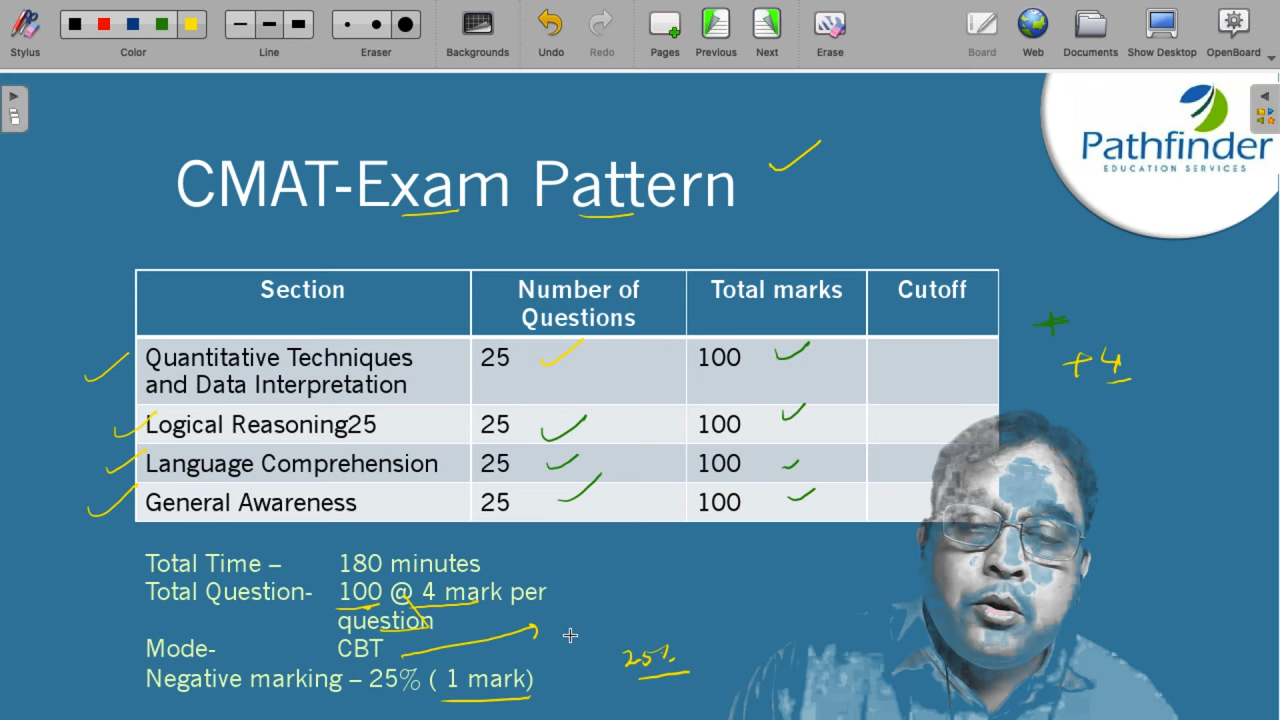 Stylus
Color
Line
Eraser
Backgrounds
Undo
Redo
Pages
Previous
Next
Erase
Board
Web
Documents
Show Desktop
OpenBoard
Pathfinder
EDUCATION SERVICES
CMAT-Exam Pattern
Section Number of Questions Total marks Cutoff
Quantitative Techniques and Data Interpretation 25 100
Logical Reasoning25 25 100
Language Comprehension 25 100
General Awareness 25 100
+
+4
Total Time – 180 minutes
Total Question- 100 @ 4 mark per
question
Mode- CBT
Negative marking – 25% ( 1 mark)
25%